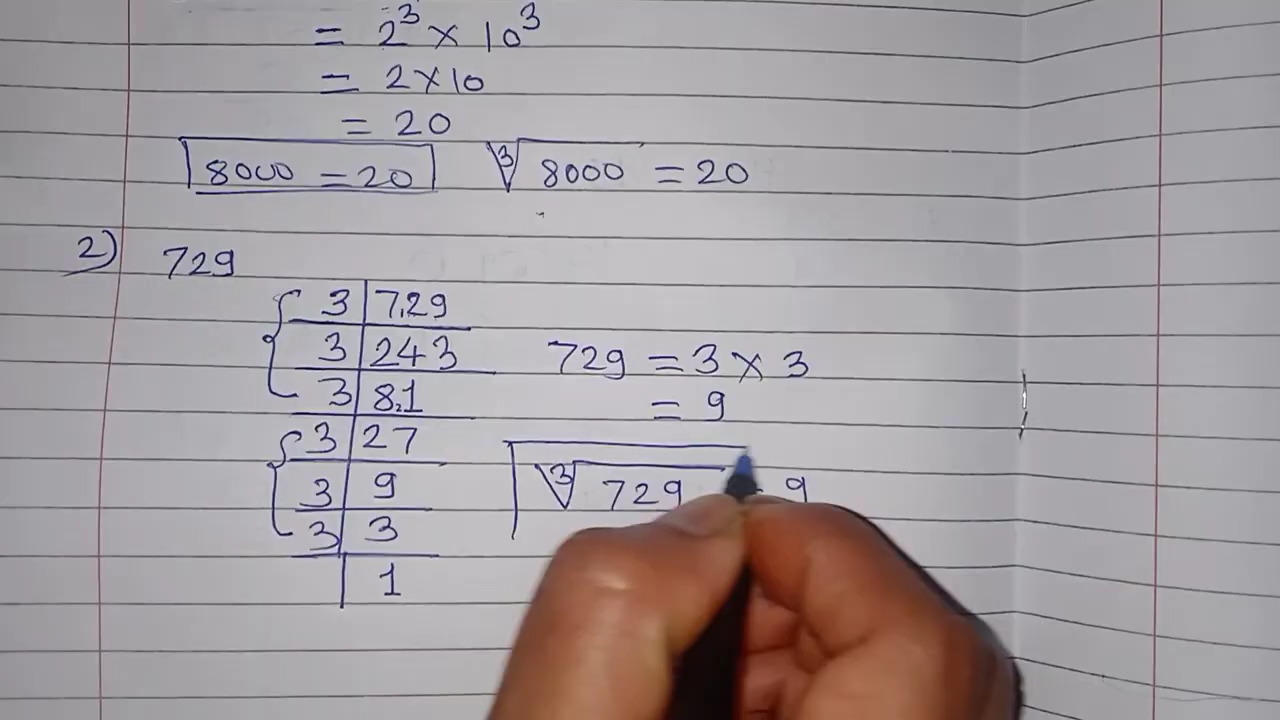 = 2³ × 10³
= 2×10
= 20
8000 = 20 ∛8000 = 20
2) 729
3 | 729
3 | 243 729 = 3 × 3
3 | 81 = 9
3 | 27
3 | 9 ∛729 = 9
3 | 3
| 1